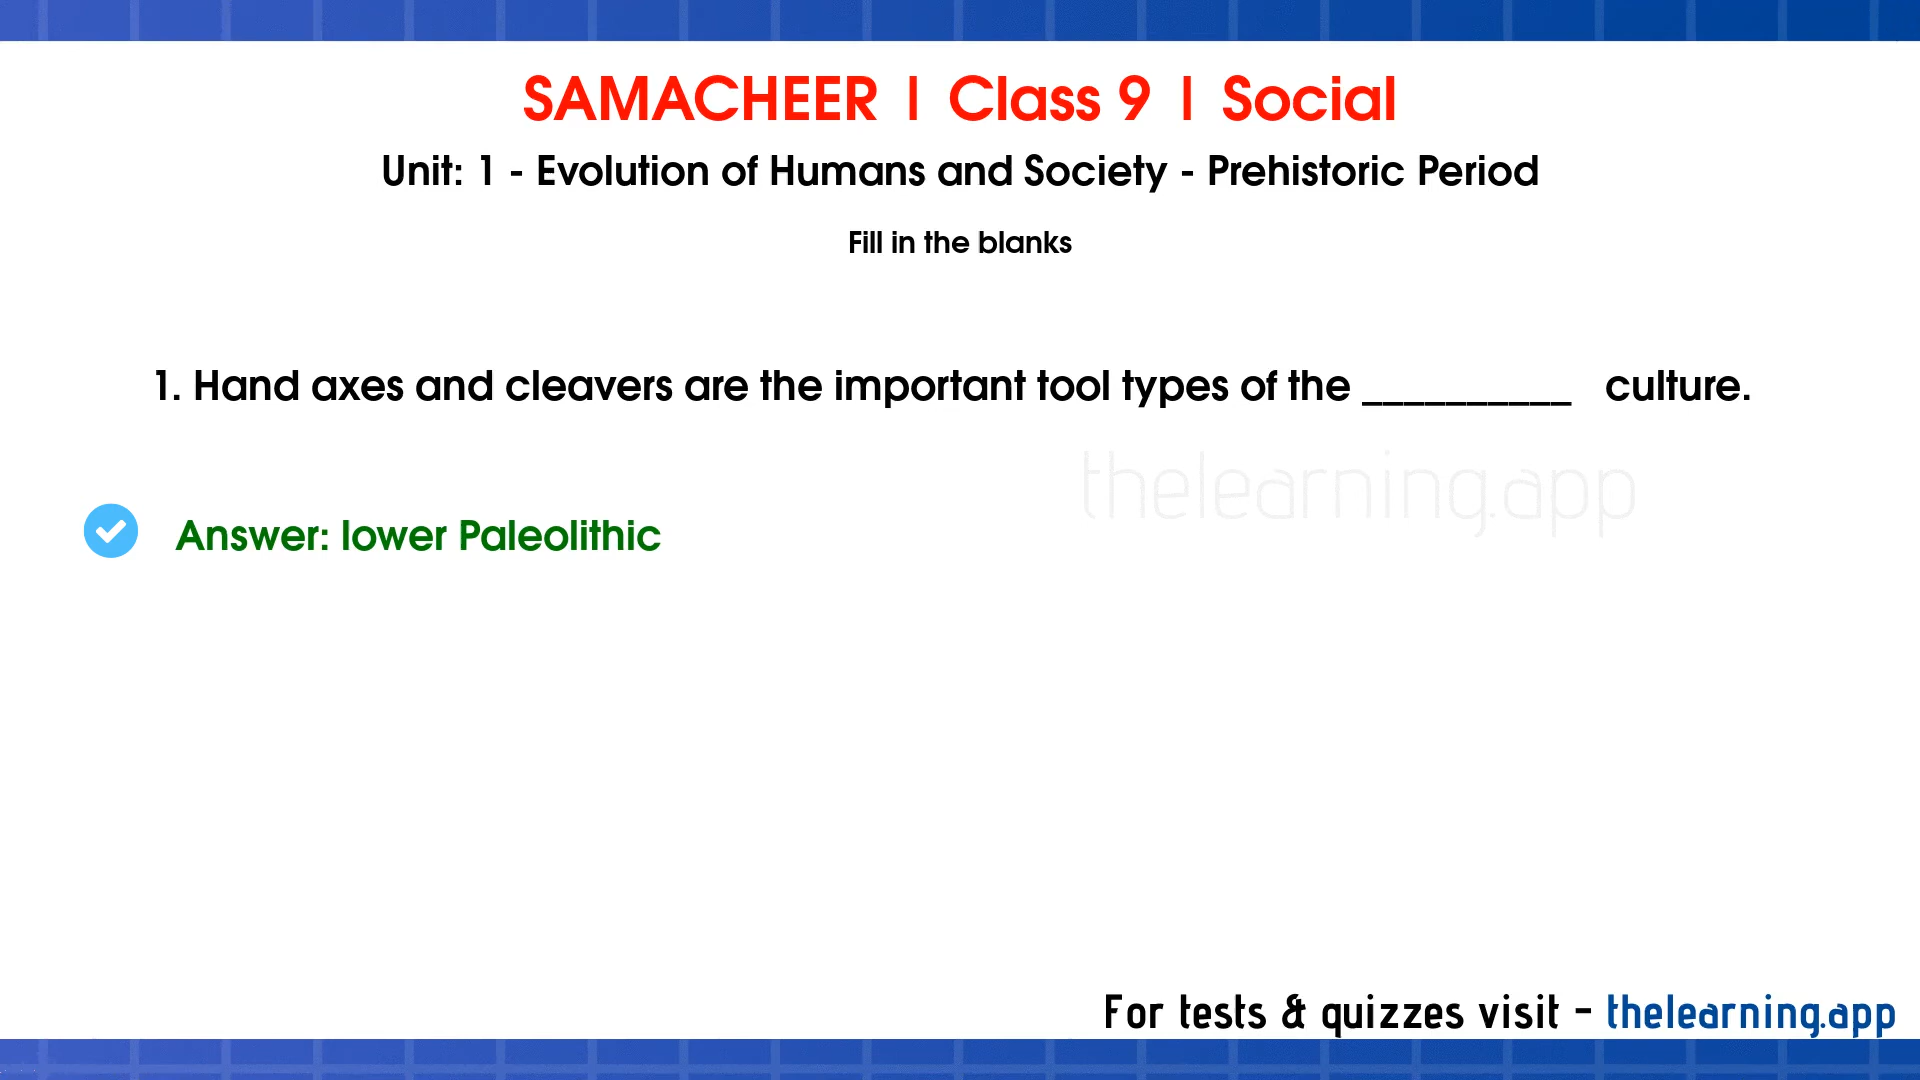 SAMACHEER | Class 9 | Social
Unit: 1 - Evolution of Humans and Society - Prehistoric Period
Fill in the blanks
1. Hand axes and cleavers are the important tool types of the __________ culture.
thelearning.app
Answer: lower Paleolithic
For tests & quizzes visit - thelearning.app